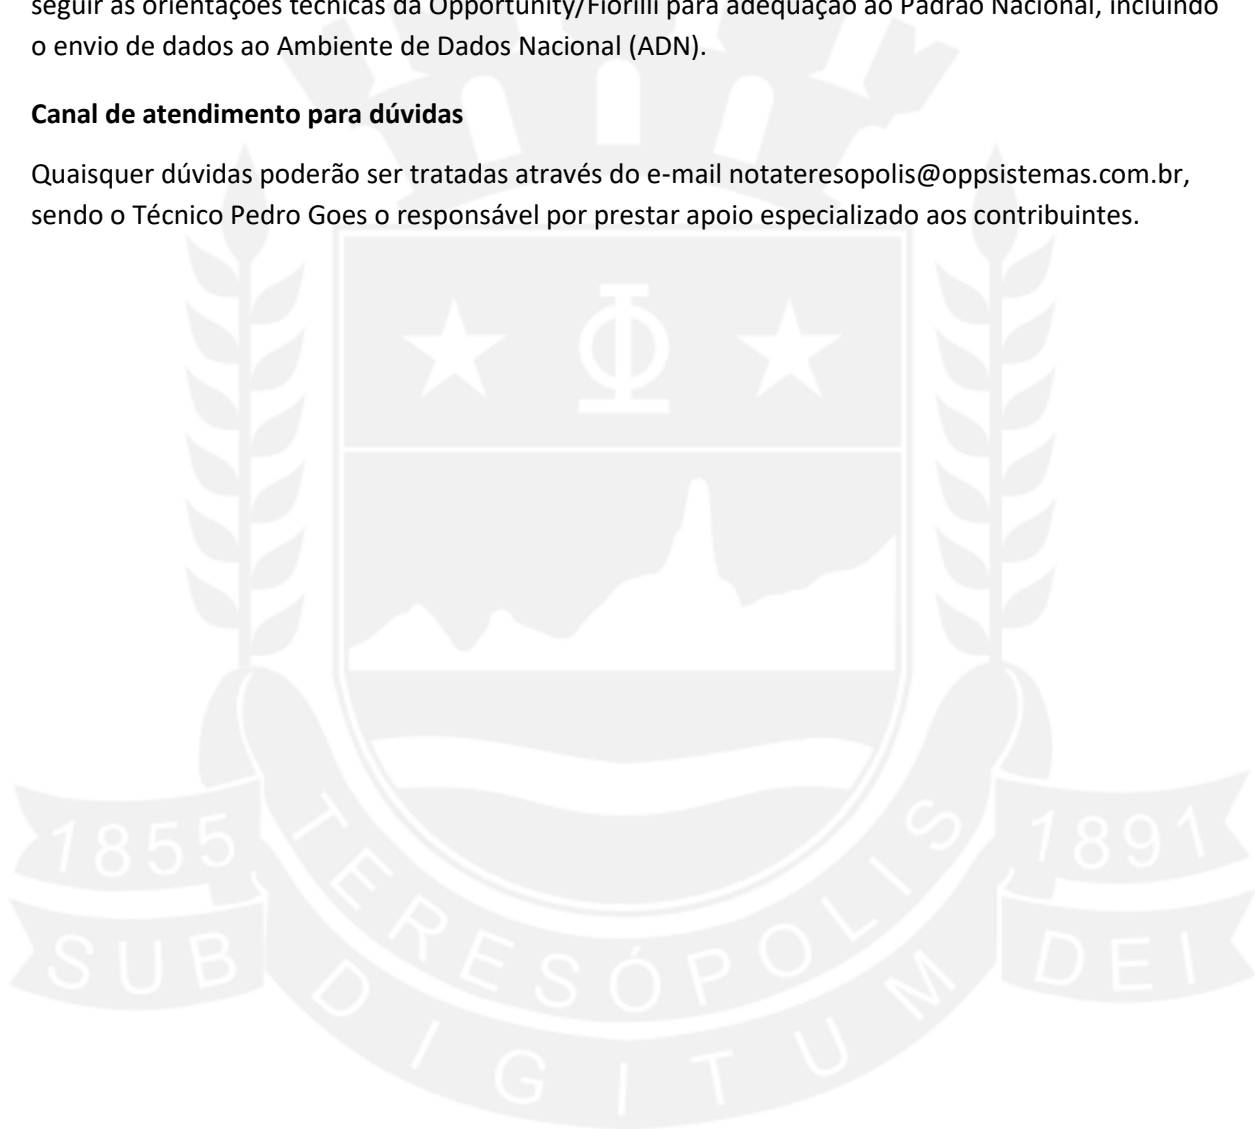 seguir as orientações técnicas da Opportunity/Fiorilli para adequação ao Padrão Nacional, incluindo
o envio de dados ao Ambiente de Dados Nacional (ADN).
Canal de atendimento para dúvidas
Quaisquer dúvidas poderão ser tratadas através do e-mail notateresopolis@oppsistemas.com.br,
sendo o Técnico Pedro Goes o responsável por prestar apoio especializado aos contribuintes.
Φ
1855
TERESÓPOLIS
1891
SUB
DIGITUM
DEI